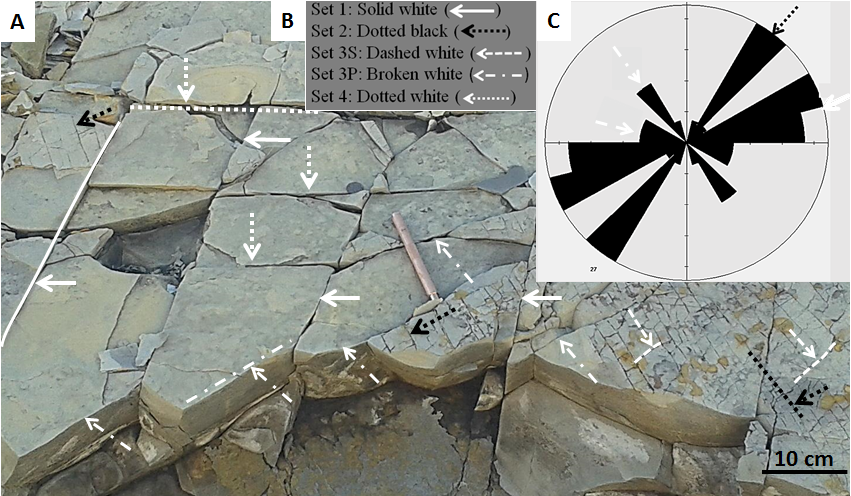 A
B
Set 1: Solid white ( )
Set 2: Dotted black ( )
Set 3S: Dashed white ( )
Set 3P: Broken white ( )
Set 4: Dotted white ( )
C
27
10 cm